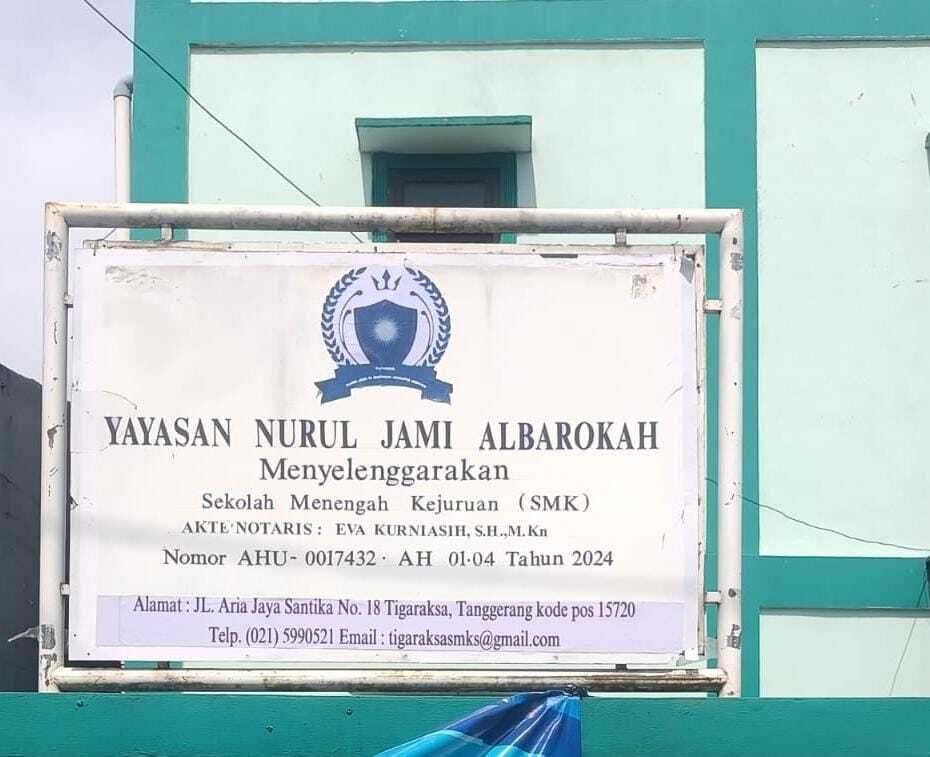 YAYASAN NURUL JAMI ALBAROKAH
Menyelenggarakan
Sekolah Menengah Kejuruan (SMK)
AKTE NOTARIS : EVA KURNIASIH, S.H.,M.Kn
Nomor AHU- 0017432 · AH 01·04 Tahun 2024
Alamat : JL. Aria Jaya Santika No. 18 Tigaraksa, Tanggerang kode pos 15720
Telp. (021) 5990521 Email : tigaraksasmks@gmail.com